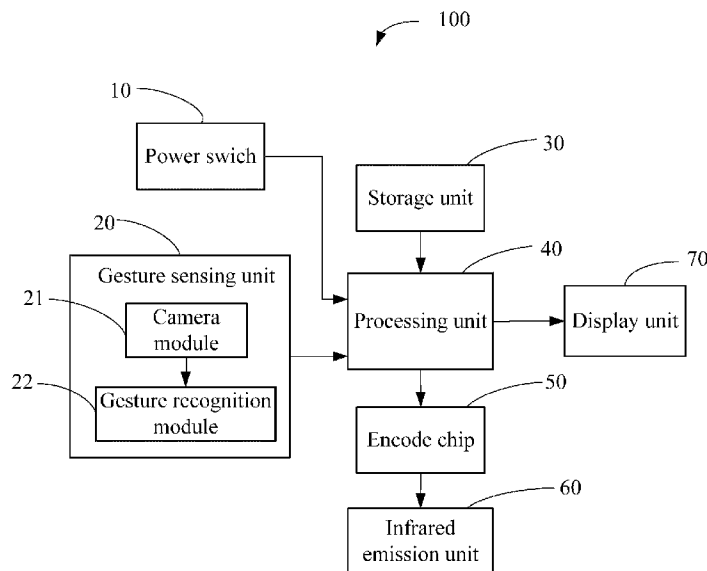 100
10
Power swich
30
Storage unit
20
40
Gesture sensing unit
70
21
Camera
module
Processing unit
Display unit
22
50
Gesture recognition
module
Encode chip
60
Infrared
emission unit